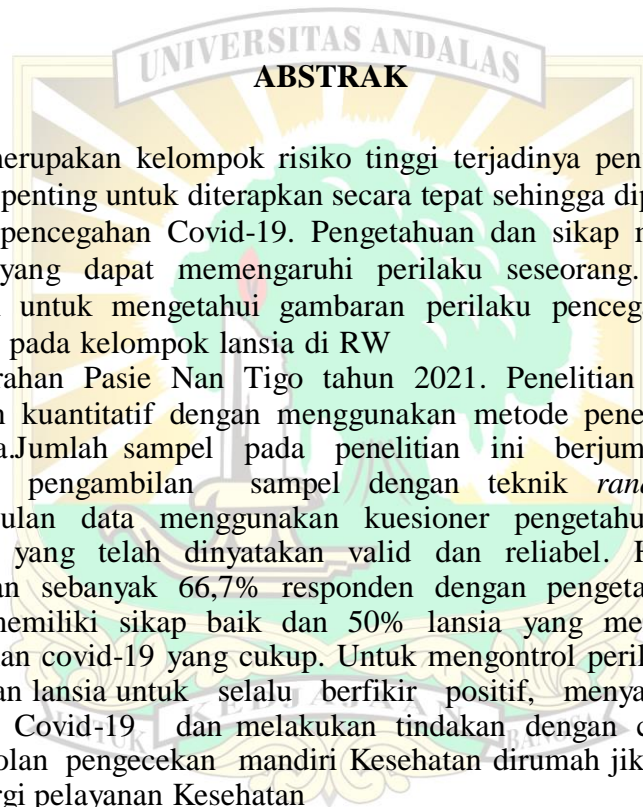 UNIVERSITAS ANDALAS
ABSTRAK
merupakan kelompok risiko tinggi terjadinya pen
penting untuk diterapkan secara tepat sehingga dip
pencegahan Covid-19. Pengetahuan dan sikap m
yang dapat memengaruhi perilaku seseorang.
untuk mengetahui gambaran perilaku penceg
pada kelompok lansia di RW
rahan Pasie Nan Tigo tahun 2021. Penelitian
n kuantitatif dengan menggunakan metode pene
a.Jumlah sampel pada penelitian ini berjum
pengambilan sampel dengan teknik rand
ulan data menggunakan kuesioner pengetahu
yang telah dinyatakan valid dan reliabel. H
an sebanyak 66,7% responden dengan pengeta
memiliki sikap baik dan 50% lansia yang me
an covid-19 yang cukup. Untuk mengontrol peril
an lansia untuk selalu berfikir positif, menya
Covid-19 dan melakukan tindakan dengan c
olan pengecekan mandiri Kesehatan dirumah jik
rgi pelayanan Kesehatan
UNTUK KEDJAJAAN BANGSA